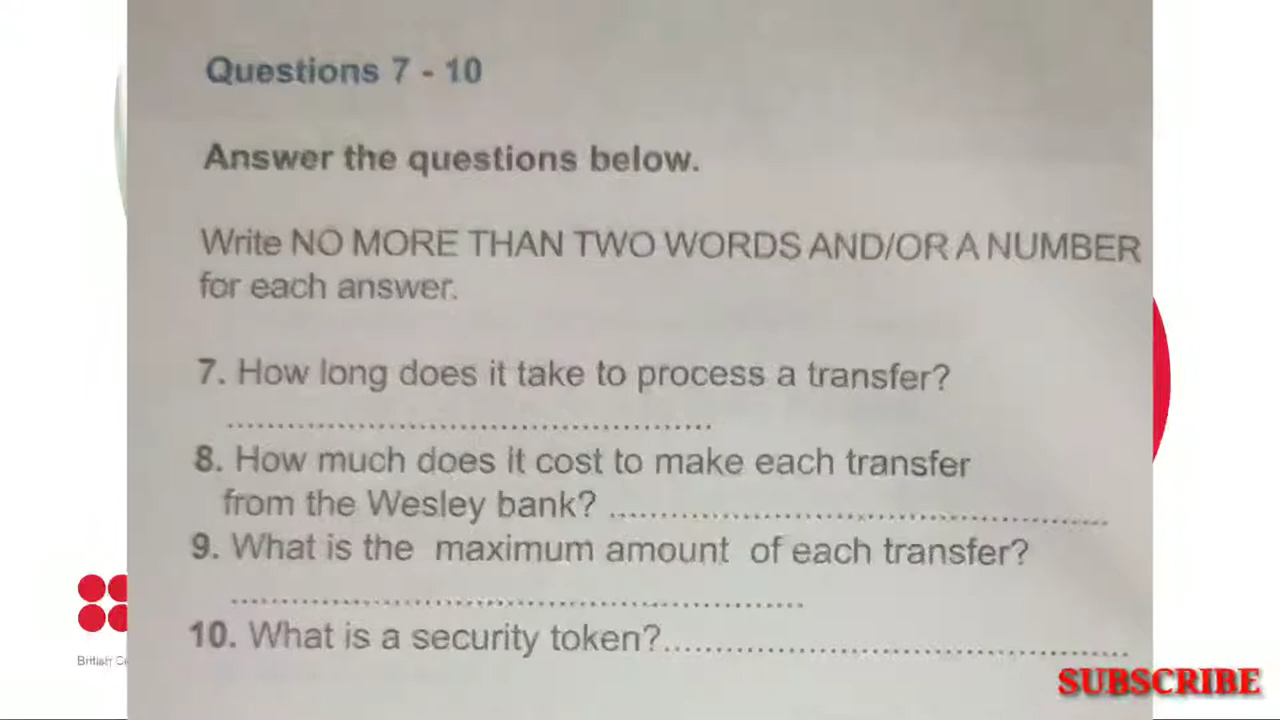 Questions 7 - 10
Answer the questions below.
Write NO MORE THAN TWO WORDS AND/OR A NUMBER
for each answer.
7. How long does it take to process a transfer?
................................................
8. How much does it cost to make each transfer
from the Wesley bank? ................................................
9. What is the maximum amount of each transfer?
................................................
10. What is a security token?................................................
British
SUBSCRIBE